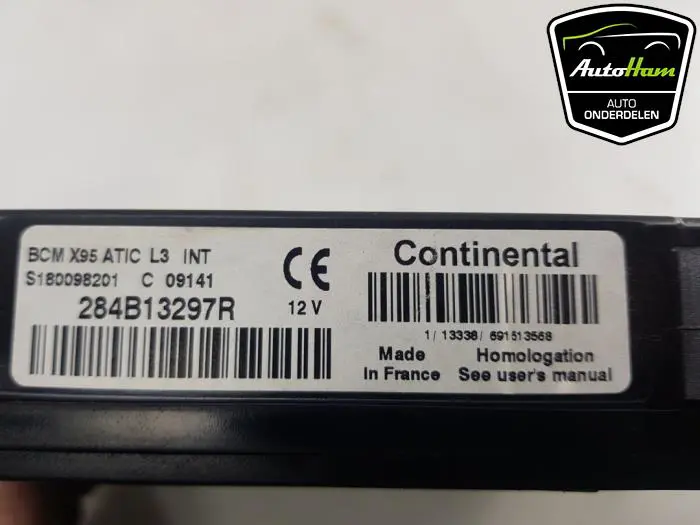 AutoHam
AUTO
ONDERDELEN
BCM X95 ATIC L3 INT
S180098201 C 09141
284B13297R
12 V
CE
Continental
1/ 13338/ 691513568
Made
In France
Homologation
See user's manual